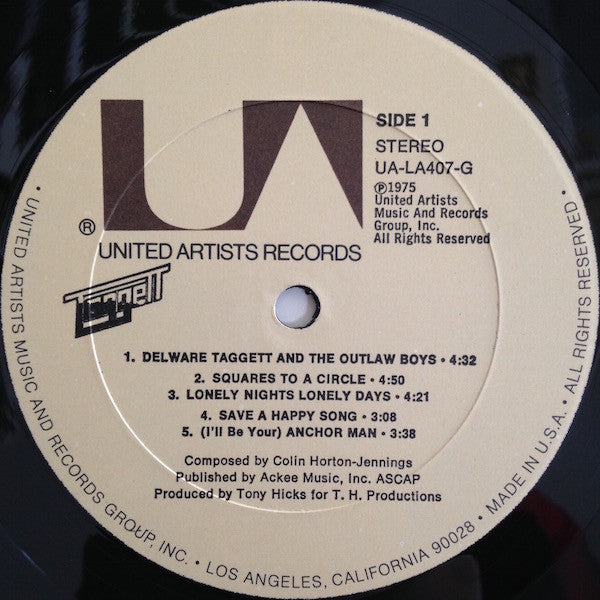 UA
SIDE 1
STEREO
UA-LA407-G
℗1975
United Artists
Music And Records
Group, Inc.
All Rights Reserved
®
UNITED ARTISTS RECORDS
Taggett
1. DELWARE TAGGETT AND THE OUTLAW BOYS • 4:32
2. SQUARES TO A CIRCLE • 4:50
3. LONELY NIGHTS LONELY DAYS • 4:21
4. SAVE A HAPPY SONG • 3:08
5. (I'll Be Your) ANCHOR MAN • 3:38
Composed by Colin Horton-Jennings
Published by Ackee Music, Inc. ASCAP
Produced by Tony Hicks for T. H. Productions
• UNITED ARTISTS MUSIC AND RECORDS GROUP, INC. • LOS ANGELES, CALIFORNIA 90028 • MADE IN U.S.A. • ALL RIGHTS RESERVED •